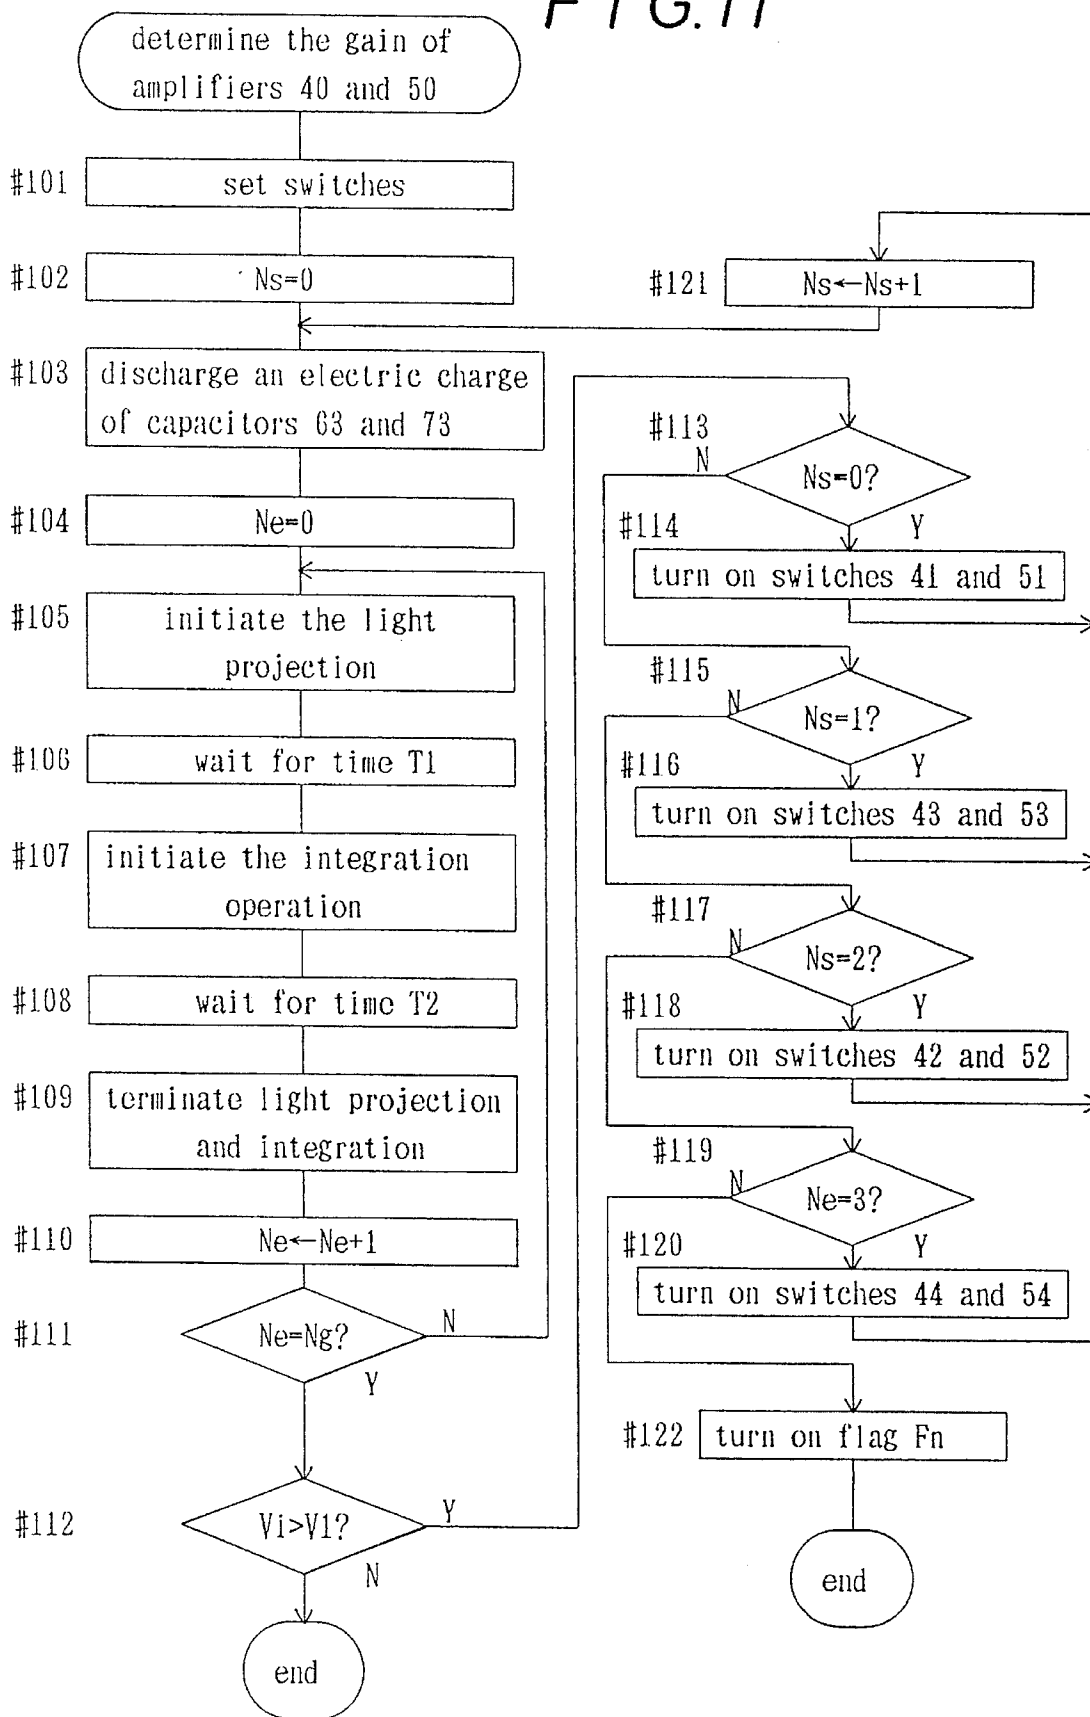 FIG. 11
determine the gain of
amplifiers 40 and 50
#101
set switches
#102
Ns=0
#103
discharge an electric charge
of capacitors 63 and 73
#104
Ne=0
#105
initiate the light
projection
#106
wait for time T1
#107
initiate the integration
operation
#108
wait for time T2
#109
terminate light projection
and integration
#110
Ne←Ne+1
#111
Ne=Ng?
N
Y
#112
Vi>V1?
Y
N
end
#121
Ns←Ns+1
#113
N
Ns=0?
Y
#114
turn on switches 41 and 51
#115
N
Ns=1?
Y
#116
turn on switches 43 and 53
#117
N
Ns=2?
Y
#118
turn on switches 42 and 52
#119
N
Ne=3?
Y
#120
turn on switches 44 and 54
#122
turn on flag Fn
end